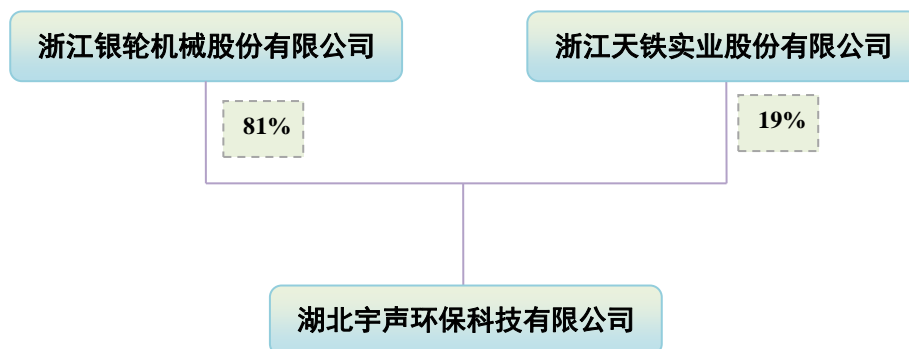 浙江银轮机械股份有限公司
浙江天铁实业股份有限公司
81%
19%
湖北宇声环保科技有限公司